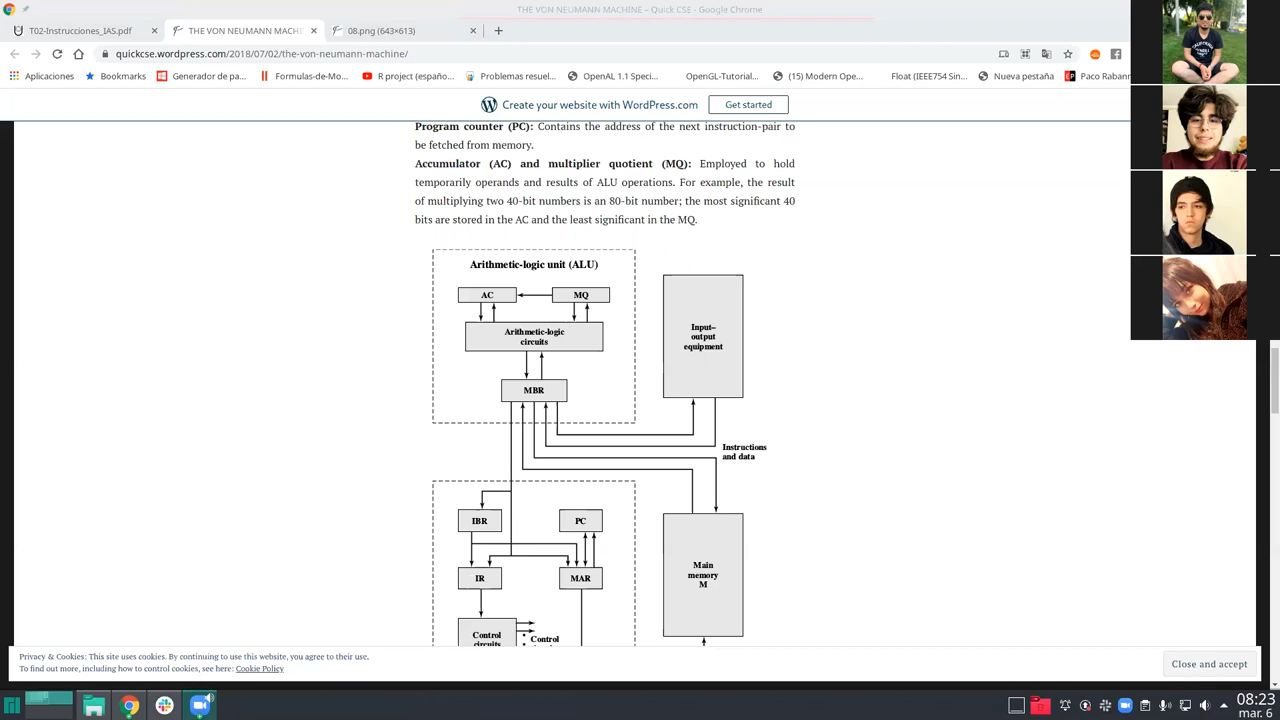 THE VON NEUMANN MACHINE – Quick CSE - Google Chrome
T02-Instrucciones_IAS.pdf
THE VON NEUMANN MACH
08.png (643×613)
quickcse.wordpress.com/2018/07/02/the-von-neumann-machine/
Aplicaciones Bookmarks Generador de pa... Formulas-de-Mo... R project (españo... Problemas resuel... OpenAL 1.1 Speci... OpenGL-Tutorial... (15) Modern Ope... Float (IEEE754 Sin... Nueva pestaña Paco Rabann
Create your website with WordPress.com Get started
Program counter (PC): Contains the address of the next instruction-pair to
be fetched from memory.
Accumulator (AC) and multiplier quotient (MQ): Employed to hold
temporarily operands and results of ALU operations. For example, the result
of multiplying two 40-bit numbers is an 80-bit number; the most significant 40
bits are stored in the AC and the least significant in the MQ.
Arithmetic-logic unit (ALU)
AC
MQ
Arithmetic-logic
circuits
MBR
Input–
output
equipment
Instructions
and data
IBR
PC
IR
MAR
Main
memory
M
Control
circuits
Control
Privacy & Cookies: This site uses cookies. By continuing to use this website, you agree to their use.
To find out more, including how to control cookies, see here: Cookie Policy
Close and accept
08:23
mar. 6